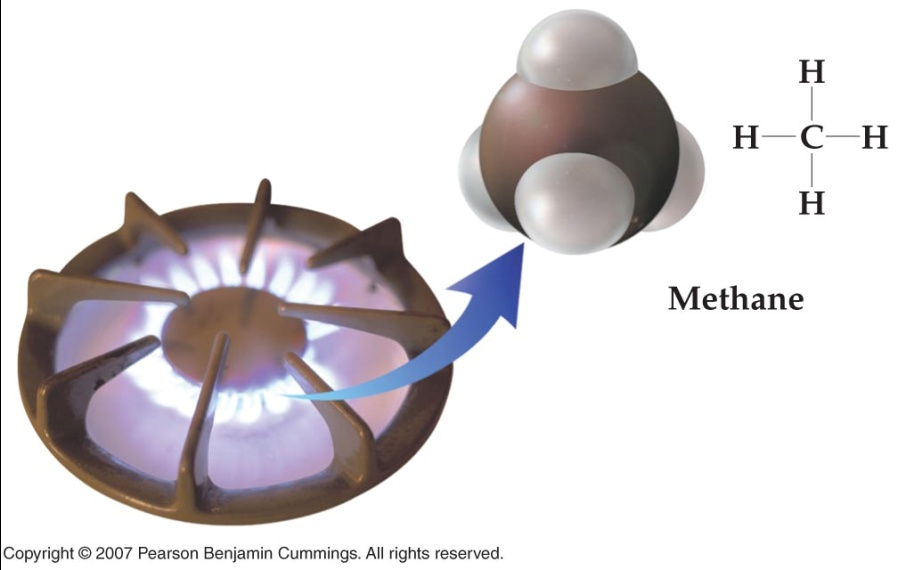 H
H—C—H
H
Methane
Copyright © 2007 Pearson Benjamin Cummings. All rights reserved.